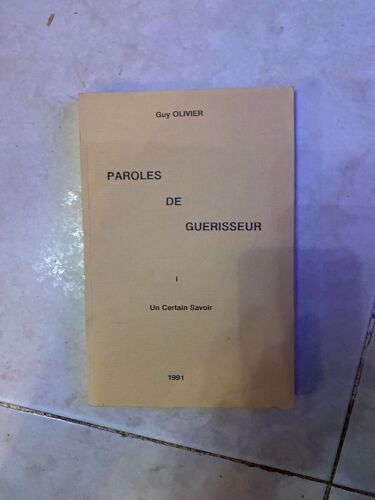 Guy OLIVIER
PAROLES
DE
GUERISSEUR
I
Un Certain Savoir
1991